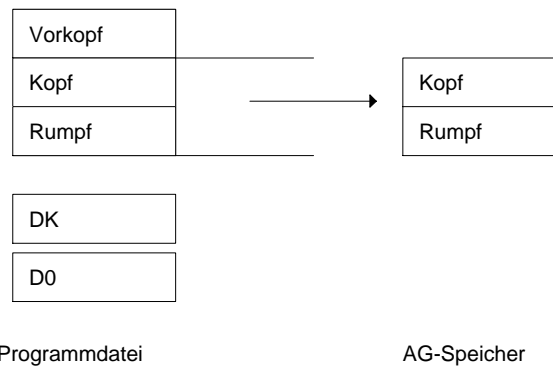 Vorkopf
Kopf
Rumpf
Kopf
Rumpf
DK
D0
Programmdatei
AG-Speicher